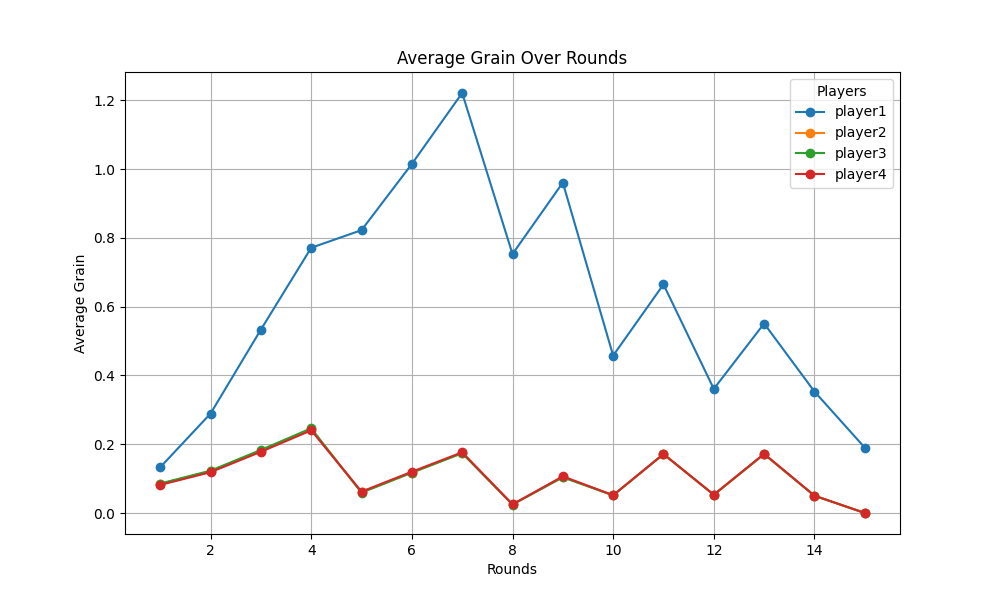 Average Grain Over Rounds
Players
player1
player2
player3
player4
Average Grain
1.2
1.0
0.8
0.6
0.4
0.2
0.0
2 4 6 8 10 12 14
Rounds